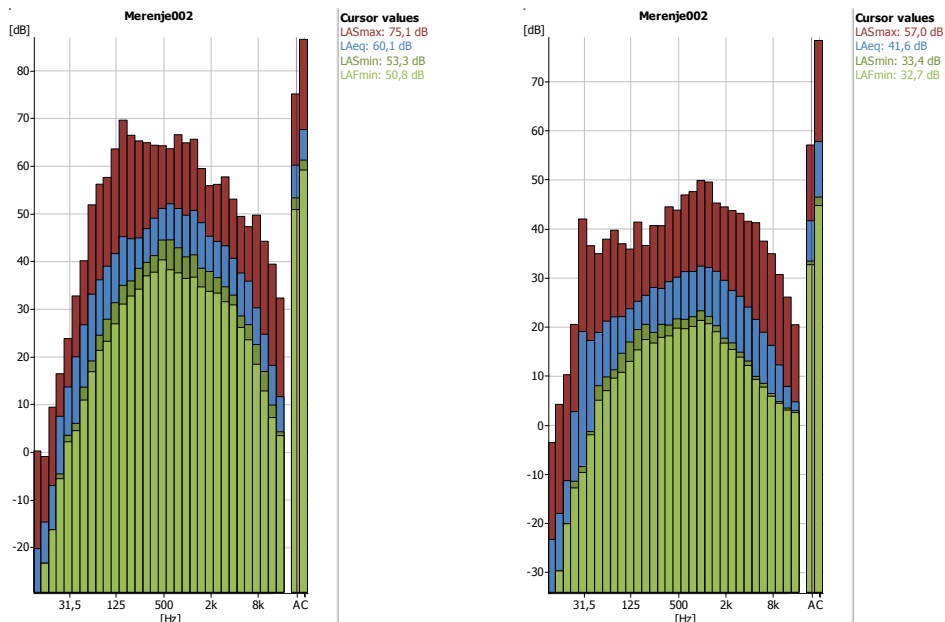 Merenje002
[dB]
80
70
60
50
40
30
20
10
0
-10
-20
31,5 125 500 2k 8k A C
[Hz]
Cursor values
LASmax: 75,1 dB
LAeq: 60,1 dB
LASmin: 53,3 dB
LAFmin: 50,8 dB
Merenje002
[dB]
70
60
50
40
30
20
10
0
-10
-20
-30
31,5 125 500 2k 8k A C
[Hz]
Cursor values
LASmax: 57,0 dB
LAeq: 41,6 dB
LASmin: 33,4 dB
LAFmin: 32,7 dB